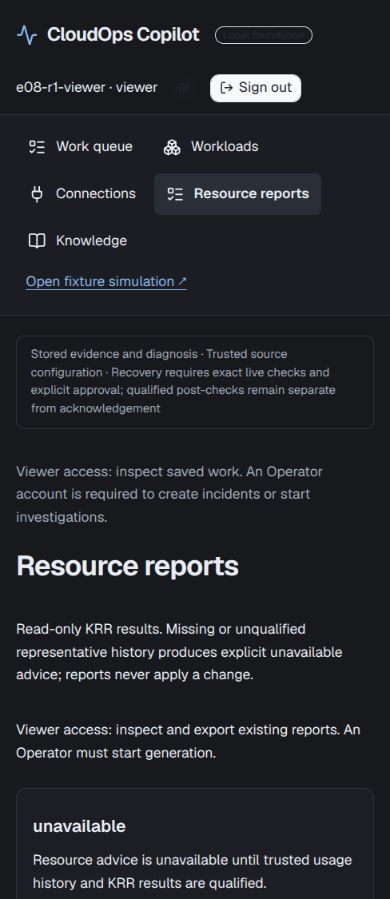 CloudOps Copilot
Local foundation
e08-r1-viewer · viewer
Sign out
Work queue
Workloads
Connections
Resource reports
Knowledge
Open fixture simulation ↗
Stored evidence and diagnosis · Trusted source
configuration · Recovery requires exact live checks and
explicit approval; qualified post-checks remain separate
from acknowledgement
Viewer access: inspect saved work. An Operator
account is required to create incidents or start
investigations.
Resource reports
Read-only KRR results. Missing or unqualified
representative history produces explicit unavailable
advice; reports never apply a change.
Viewer access: inspect and export existing reports. An
Operator must start generation.
unavailable
Resource advice is unavailable until trusted usage
history and KRR results are qualified.